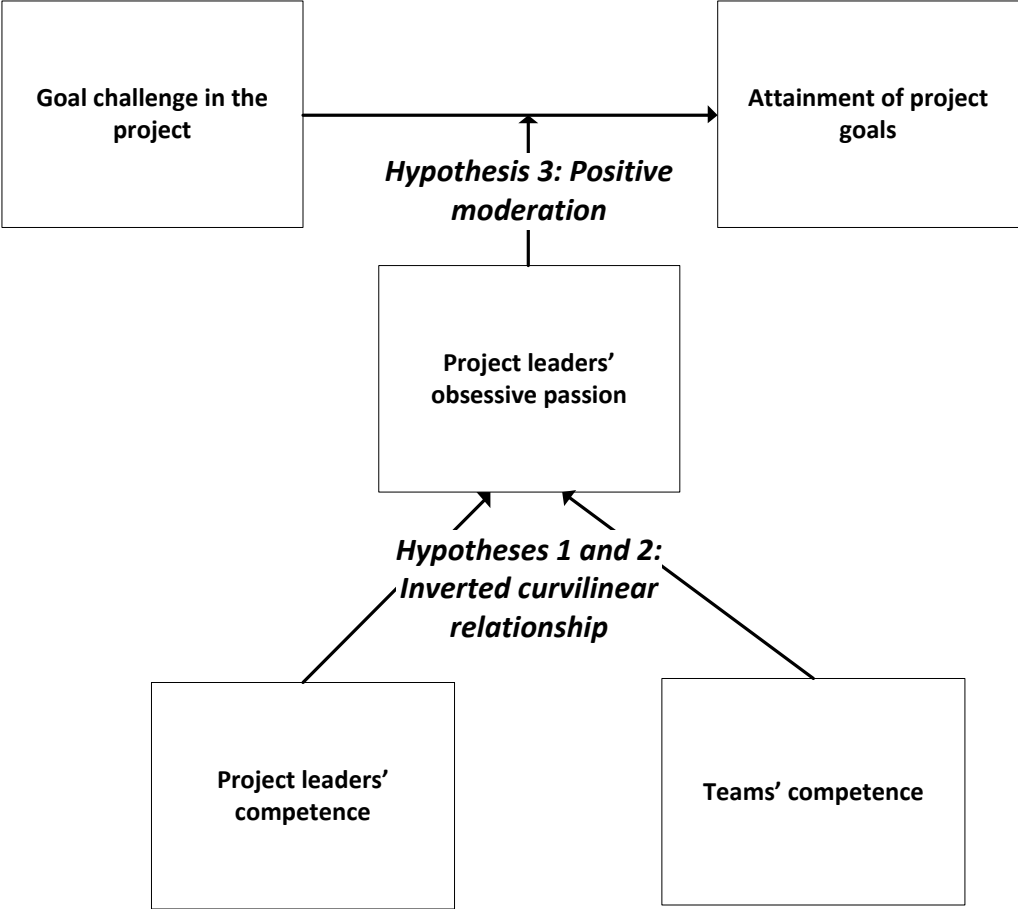 Goal challenge in the
project
Attainment of project
goals
Hypothesis 3: Positive
moderation
Project leaders’
obsessive passion
Hypotheses 1 and 2:
Inverted curvilinear
relationship
Project leaders’
competence
Teams’ competence